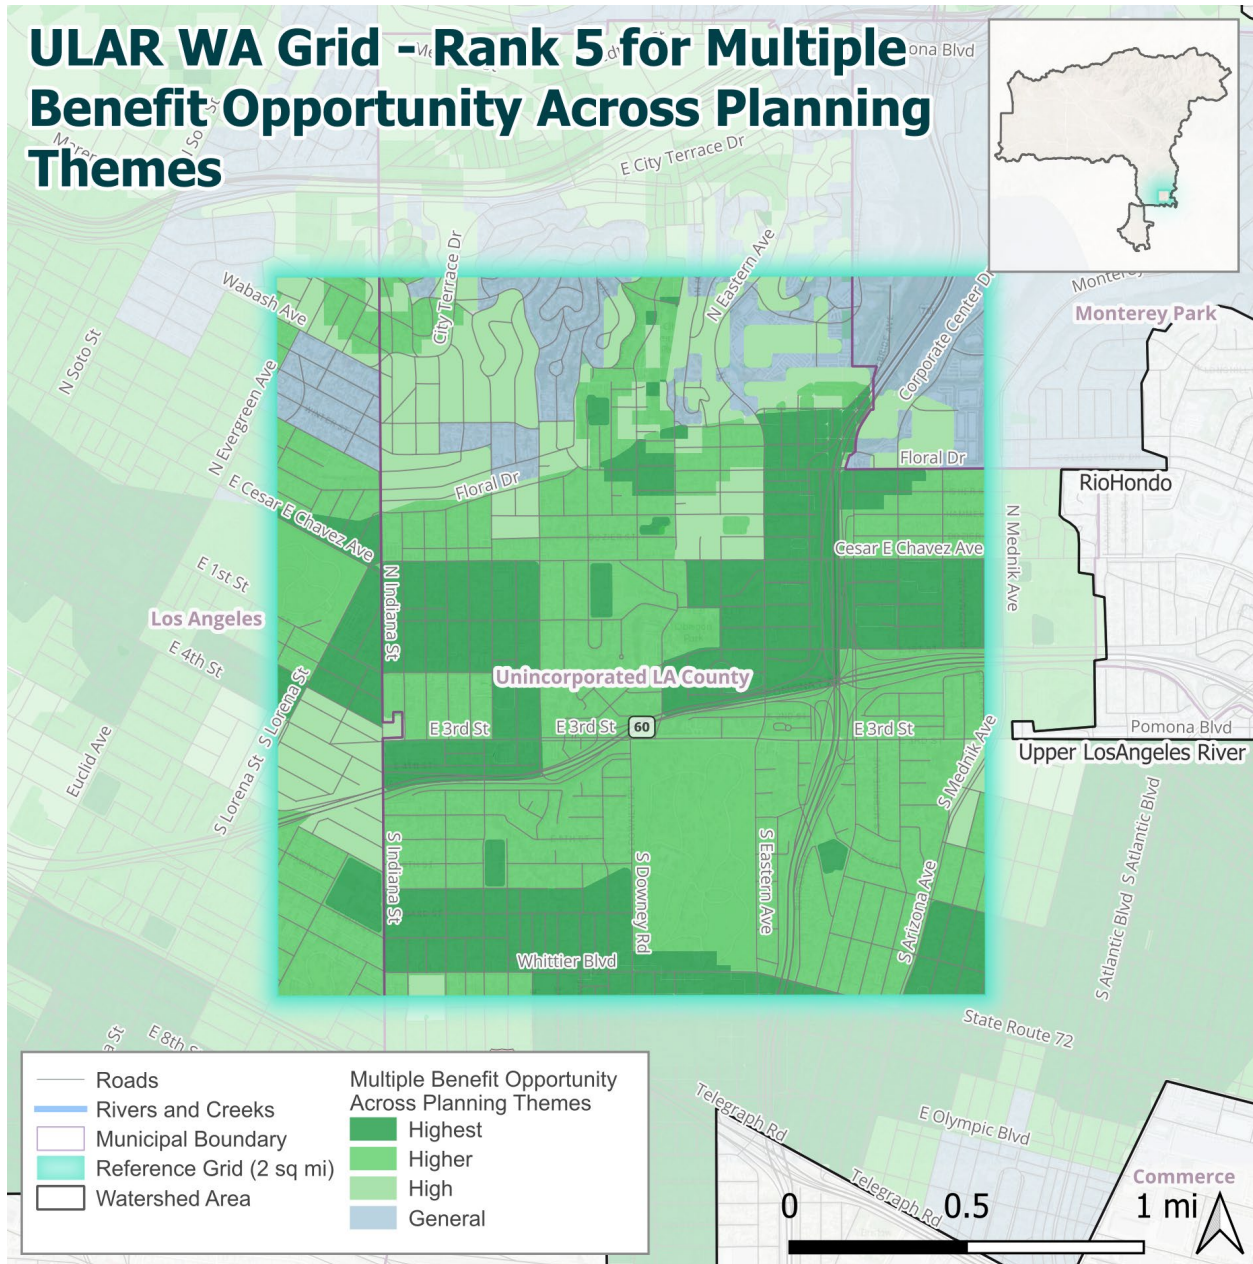 ULAR WA Grid - Rank 5 for Multiple
Benefit Opportunity Across Planning
Themes
E City Terrace Dr
Wabash Ave
City Terrace Dr
N Eastern Ave
Corporate Center Dr
Monterey Park
N Soto St
N Evergreen Ave
Floral Dr
Floral Dr
RioHondo
E Cesar E Chavez Ave
Cesar E Chavez Ave
N Mednik Ave
E 1st St
N Indiana St
Los Angeles
E 4th St
Unincorporated LA County
S Lorena St
E 3rd St
E 3rd St
60
E 3rd St
Pomona Blvd
Upper LosAngeles River
Euclid Ave
S Lorena St
S Mednik Ave
S Atlantic Blvd
S Indiana St
S Downey Rd
S Eastern Ave
S Arizona Ave
S Atlantic Blvd
Whittier Blvd
State Route 72
E 8th
Telegraph Rd
E Olympic Blvd
Telegraph Rd
Commerce
Roads
Rivers and Creeks
Municipal Boundary
Reference Grid (2 sq mi)
Watershed Area
Multiple Benefit Opportunity
Across Planning Themes
Highest
Higher
High
General
0 0.5 1 mi